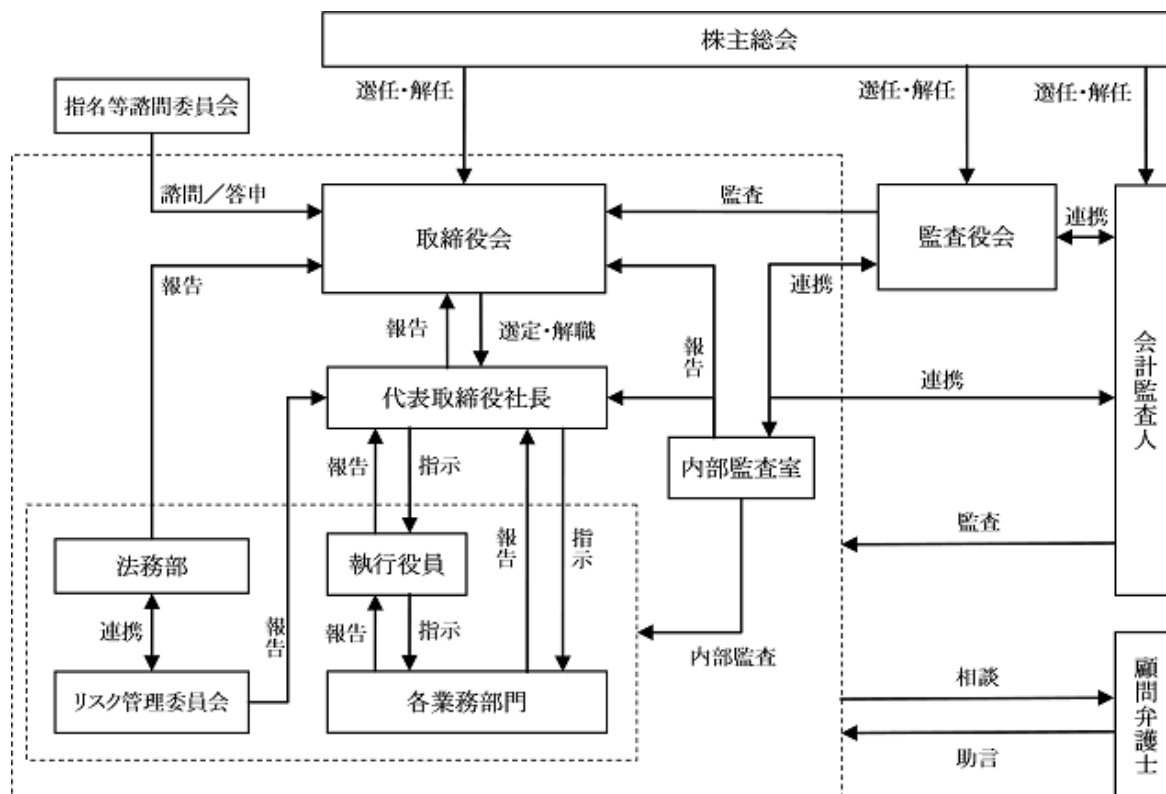 株主総会
選任・解任
選任・解任
選任・解任
指名等諮問委員会
諮問／答申
監査
取締役会
監査役会
連携
報告
連携
報告
選定・解職
報告
代表取締役社長
連携
会計監査人
内部監査室
報告
指示
報告
指示
監査
法務部
執行役員
連携
報告
報告
指示
内部監査
リスク管理委員会
各業務部門
相談
顧問弁護士
助言